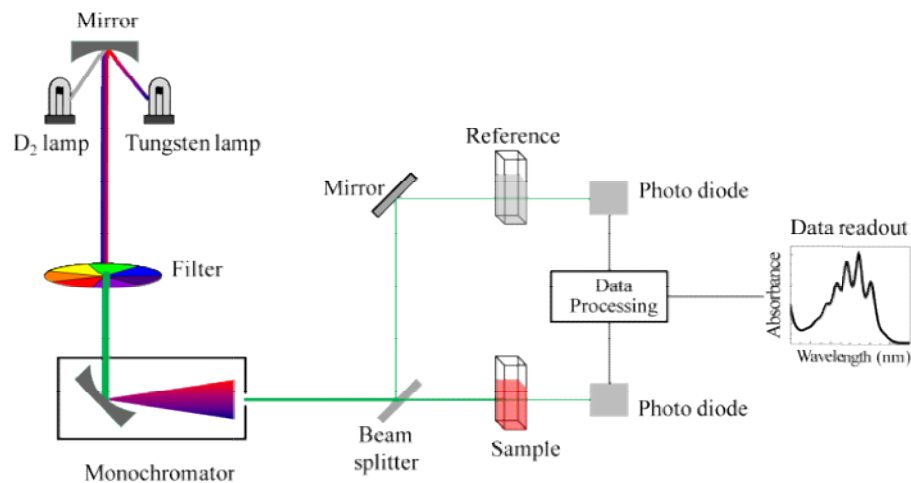 Mirror
D₂ lamp
Tungsten lamp
Filter
Monochromator
Beam
splitter
Mirror
Reference
Sample
Photo diode
Photo diode
Data
Processing
Data readout
Absorbance
Wavelength (nm)